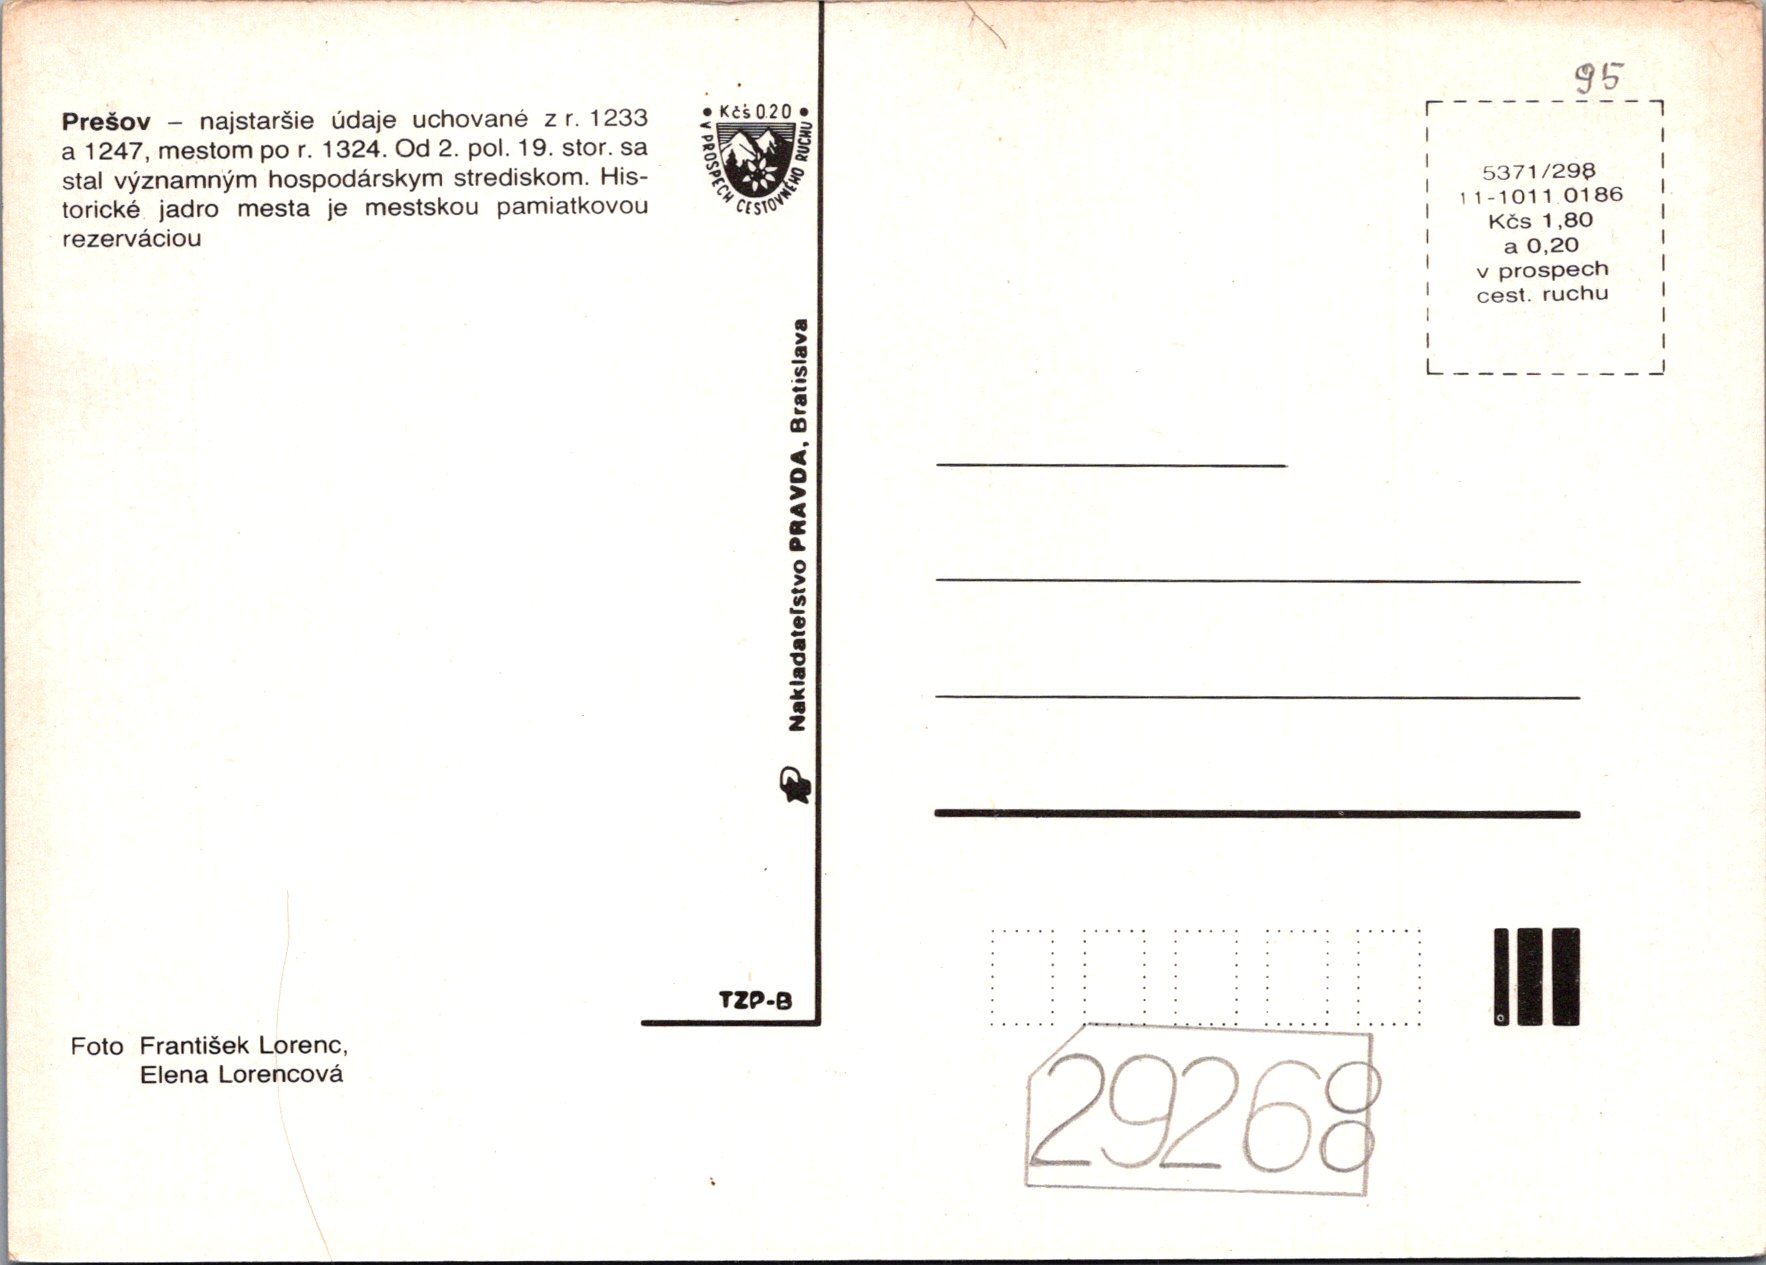 Prešov – najstaršie údaje uchované z r. 1233
a 1247, mestom po r. 1324. Od 2. pol. 19. stor. sa
stal významným hospodárskym strediskom. His-
torické jadro mesta je mestskou pamiatkovou
rezerváciou
• Kčs 0.20 •
V PROSPECH CESTOVNÉHO RUCHU
Nakladateľstvo PRAVDA, Bratislava
TZP-B
Foto František Lorenc,
Elena Lorencová
95
5371/298
11-1011 0186
Kčs 1,80
a 0,20
v prospech
cest. ruchu
29268